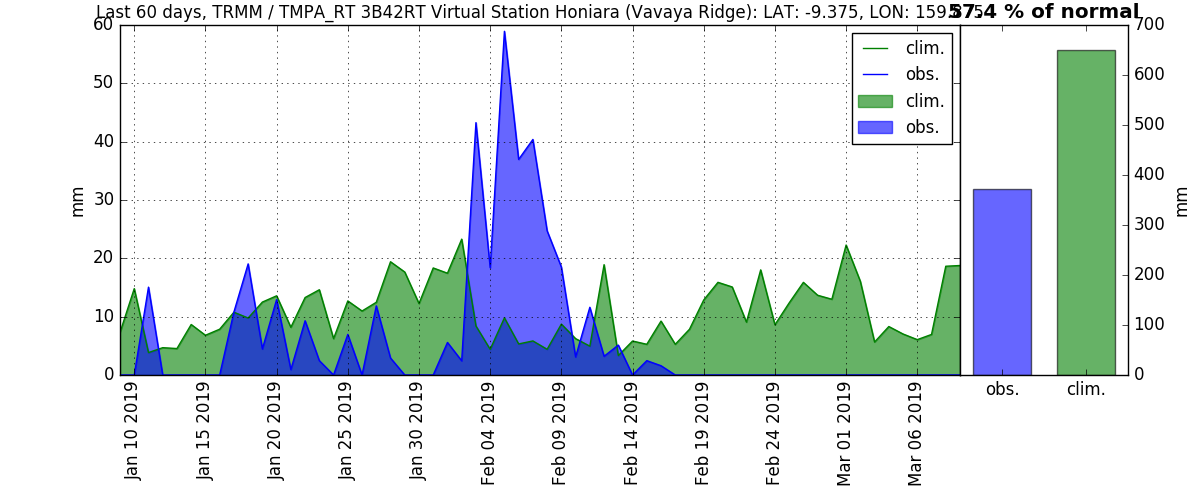 Last 60 days, TRMM / TMPA_RT 3B42RT Virtual Station Honiara (Vavaya Ridge): LAT: -9.375, LON:
57.4 % of normal
60
50
40
30
20
10
0
mm
clim.
obs.
clim.
obs.
700
600
500
400
300
200
100
0
mm
obs.
clim.
Jan 10 2019
Jan 15 2019
Jan 20 2019
Jan 25 2019
Jan 30 2019
Feb 04 2019
Feb 09 2019
Feb 14 2019
Feb 19 2019
Feb 24 2019
Mar 01 2019
Mar 06 2019